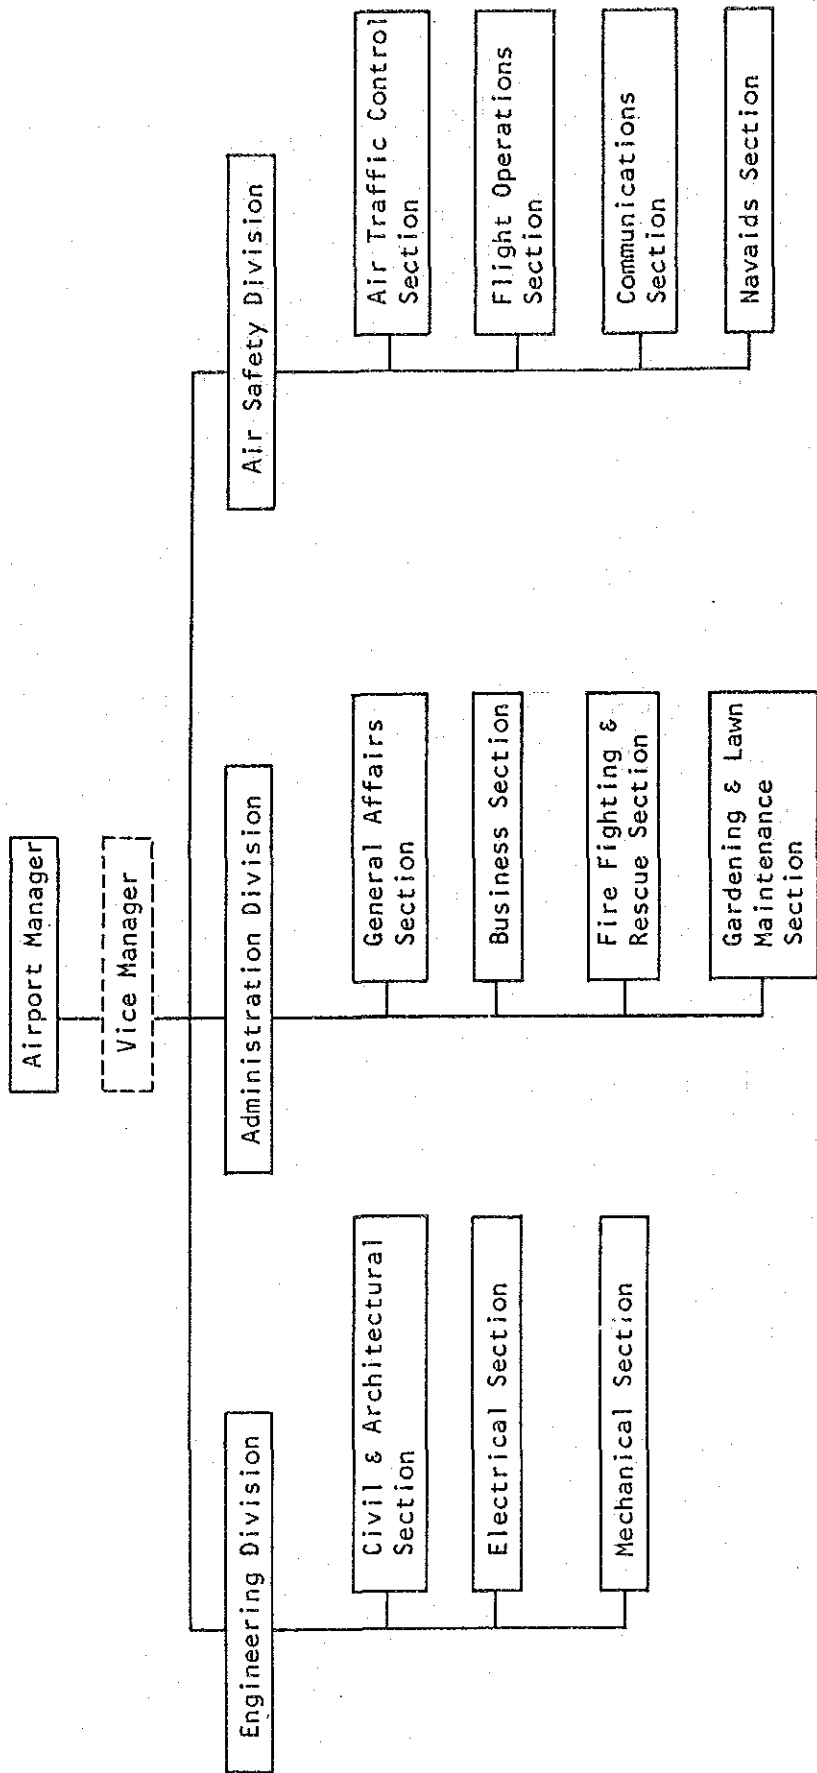 Airport Manager
Vice Manager
Engineering Division
Civil & Architectural
Section
Electrical Section
Mechanical Section
Administration Division
General Affairs
Section
Business Section
Fire Fighting &
Rescue Section
Gardening & Lawn
Maintenance
Section
Air Safety Division
Air Traffic Control
Section
Flight Operations
Section
Communications
Section
Navaids Section